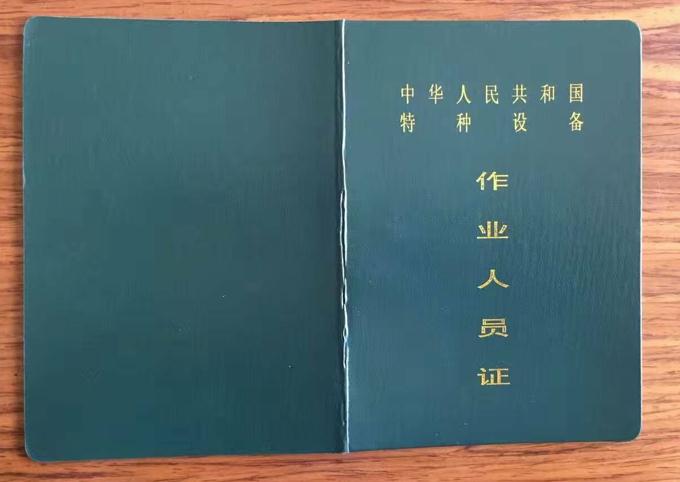 中华人民共和国
特种设备
作业人员证